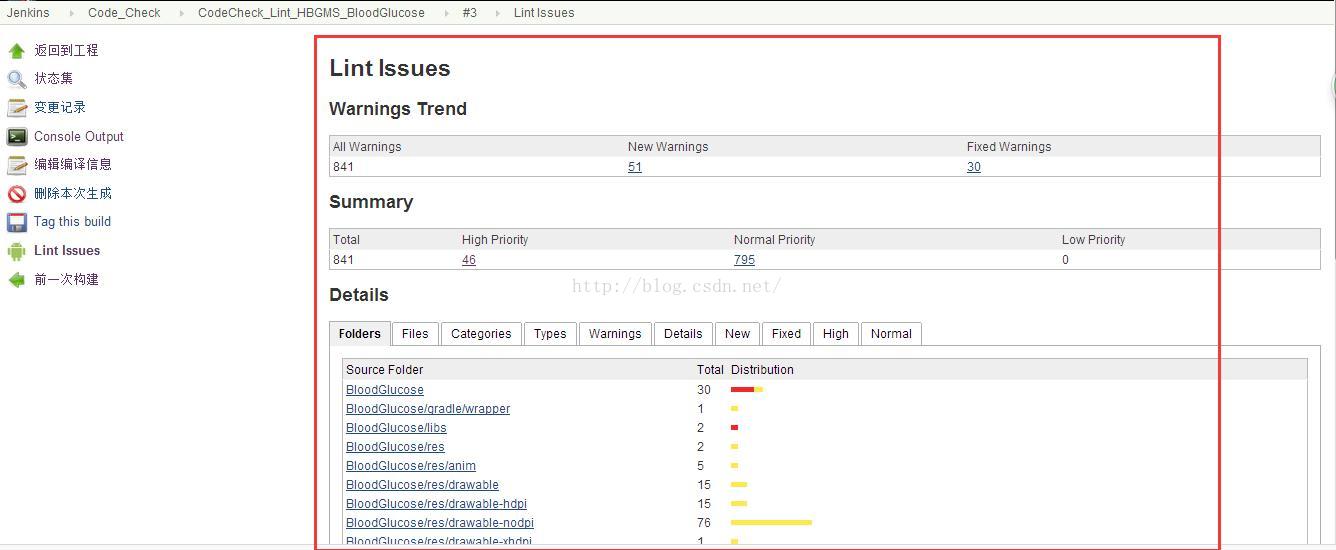 Jenkins Code_Check CodeCheck_Lint_HBGMS_BloodGlucose #3 Lint Issues
返回到工程
状态集
变更记录
Console Output
编辑编译信息
删除本次生成
Tag this build
Lint Issues
前一次构建
Lint Issues
Warnings Trend
All Warnings New Warnings Fixed Warnings
841 51 30
Summary
Total High Priority Normal Priority Low Priority
841 46 795 0
http://blog.csdn.net/
Details
Folders Files Categories Types Warnings Details New Fixed High Normal
Source Folder Total Distribution
BloodGlucose 30
BloodGlucose/gradle/wrapper 1
BloodGlucose/libs 2
BloodGlucose/res 2
BloodGlucose/res/anim 5
BloodGlucose/res/drawable 15
BloodGlucose/res/drawable-hdpi 15
BloodGlucose/res/drawable-nodpi 76
BloodGlucose/res/drawable-xhdpi 1